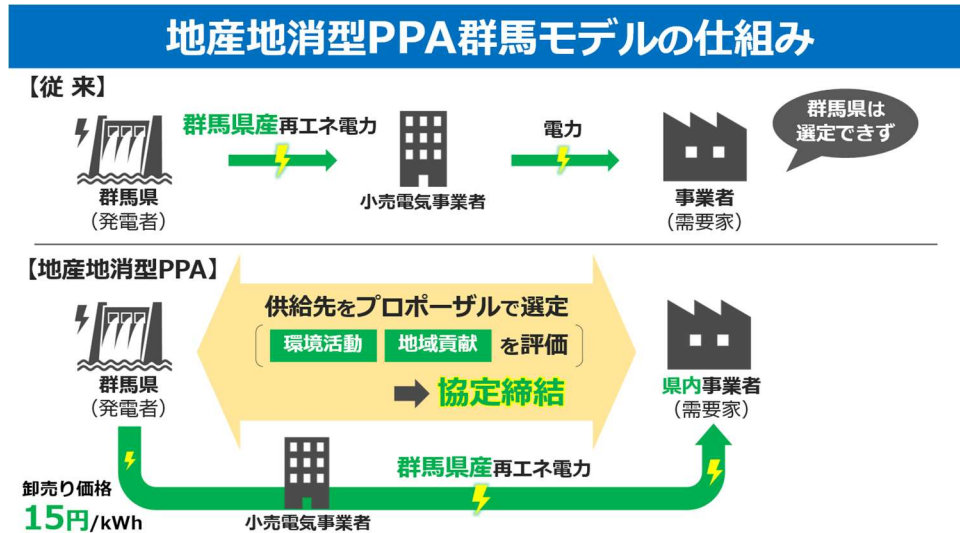 地産地消型PPA群馬モデルの仕組み
【従 来】
群馬県産再エネ電力
電力
群馬県は
選定できず
群馬県
（発電者）
小売電気事業者
事業者
（需要家）
【地産地消型PPA】
供給先をプロポーザルで選定
環境活動 地域貢献 を評価
協定締結
群馬県
（発電者）
県内事業者
（需要家）
群馬県産再エネ電力
卸売り価格
15円/kWh
小売電気事業者